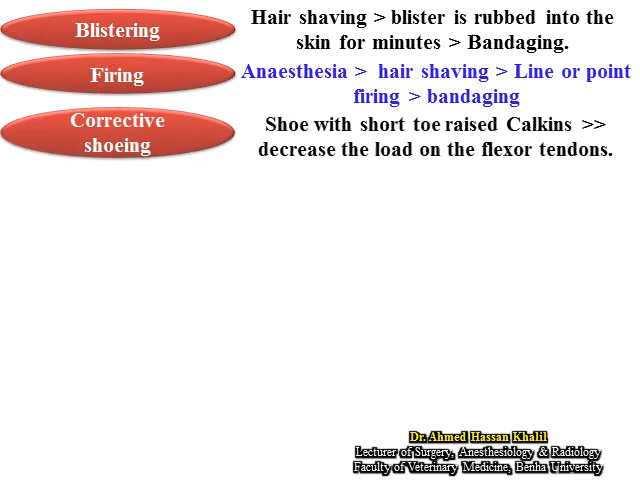 Blistering
Hair shaving > blister is rubbed into the
skin for minutes > Bandaging.
Firing
Anaesthesia > hair shaving > Line or point
firing > bandaging
Corrective
shoeing
Shoe with short toe raised Calkins >>
decrease the load on the flexor tendons.
Dr. Ahmed Hassan Khalil
Lecturer of Surgery, Anesthesiology & Radiology
Faculty of Veterinary Medicine, Benha University